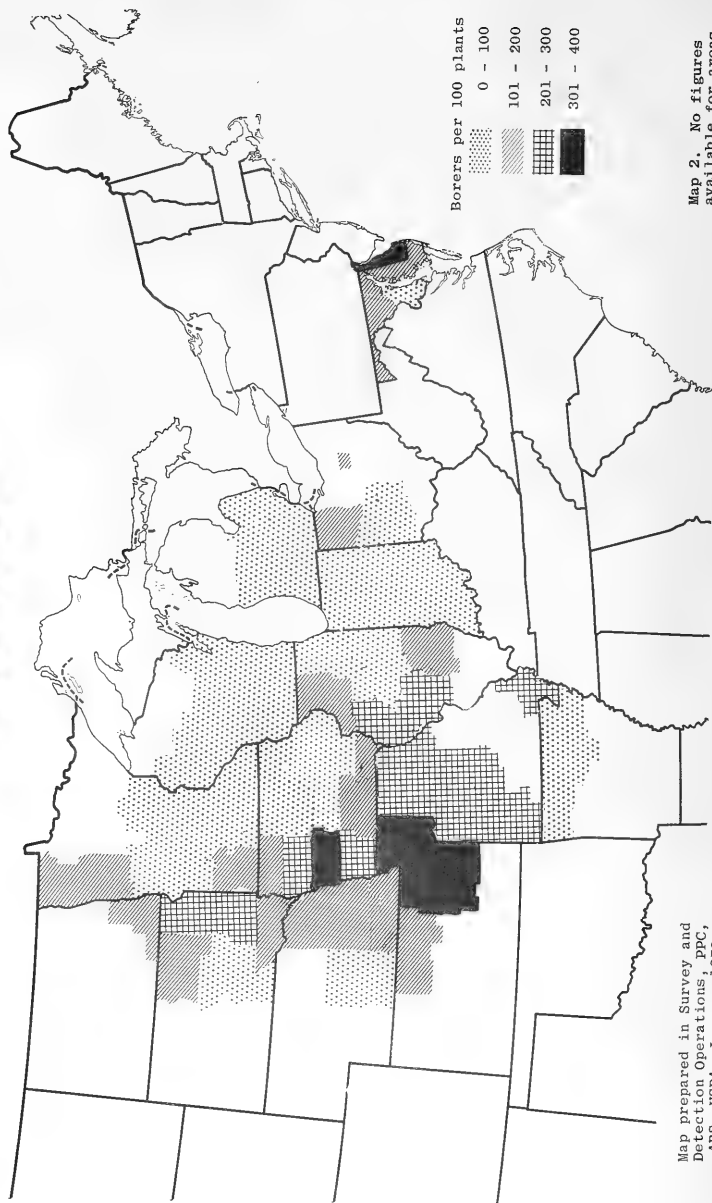 Borers per 100 plants
0 - 100
101 - 200
201 - 300
301 - 400
Map 2. No figures
available for areas
Map prepared in Survey and
Detection Operations, PPC,